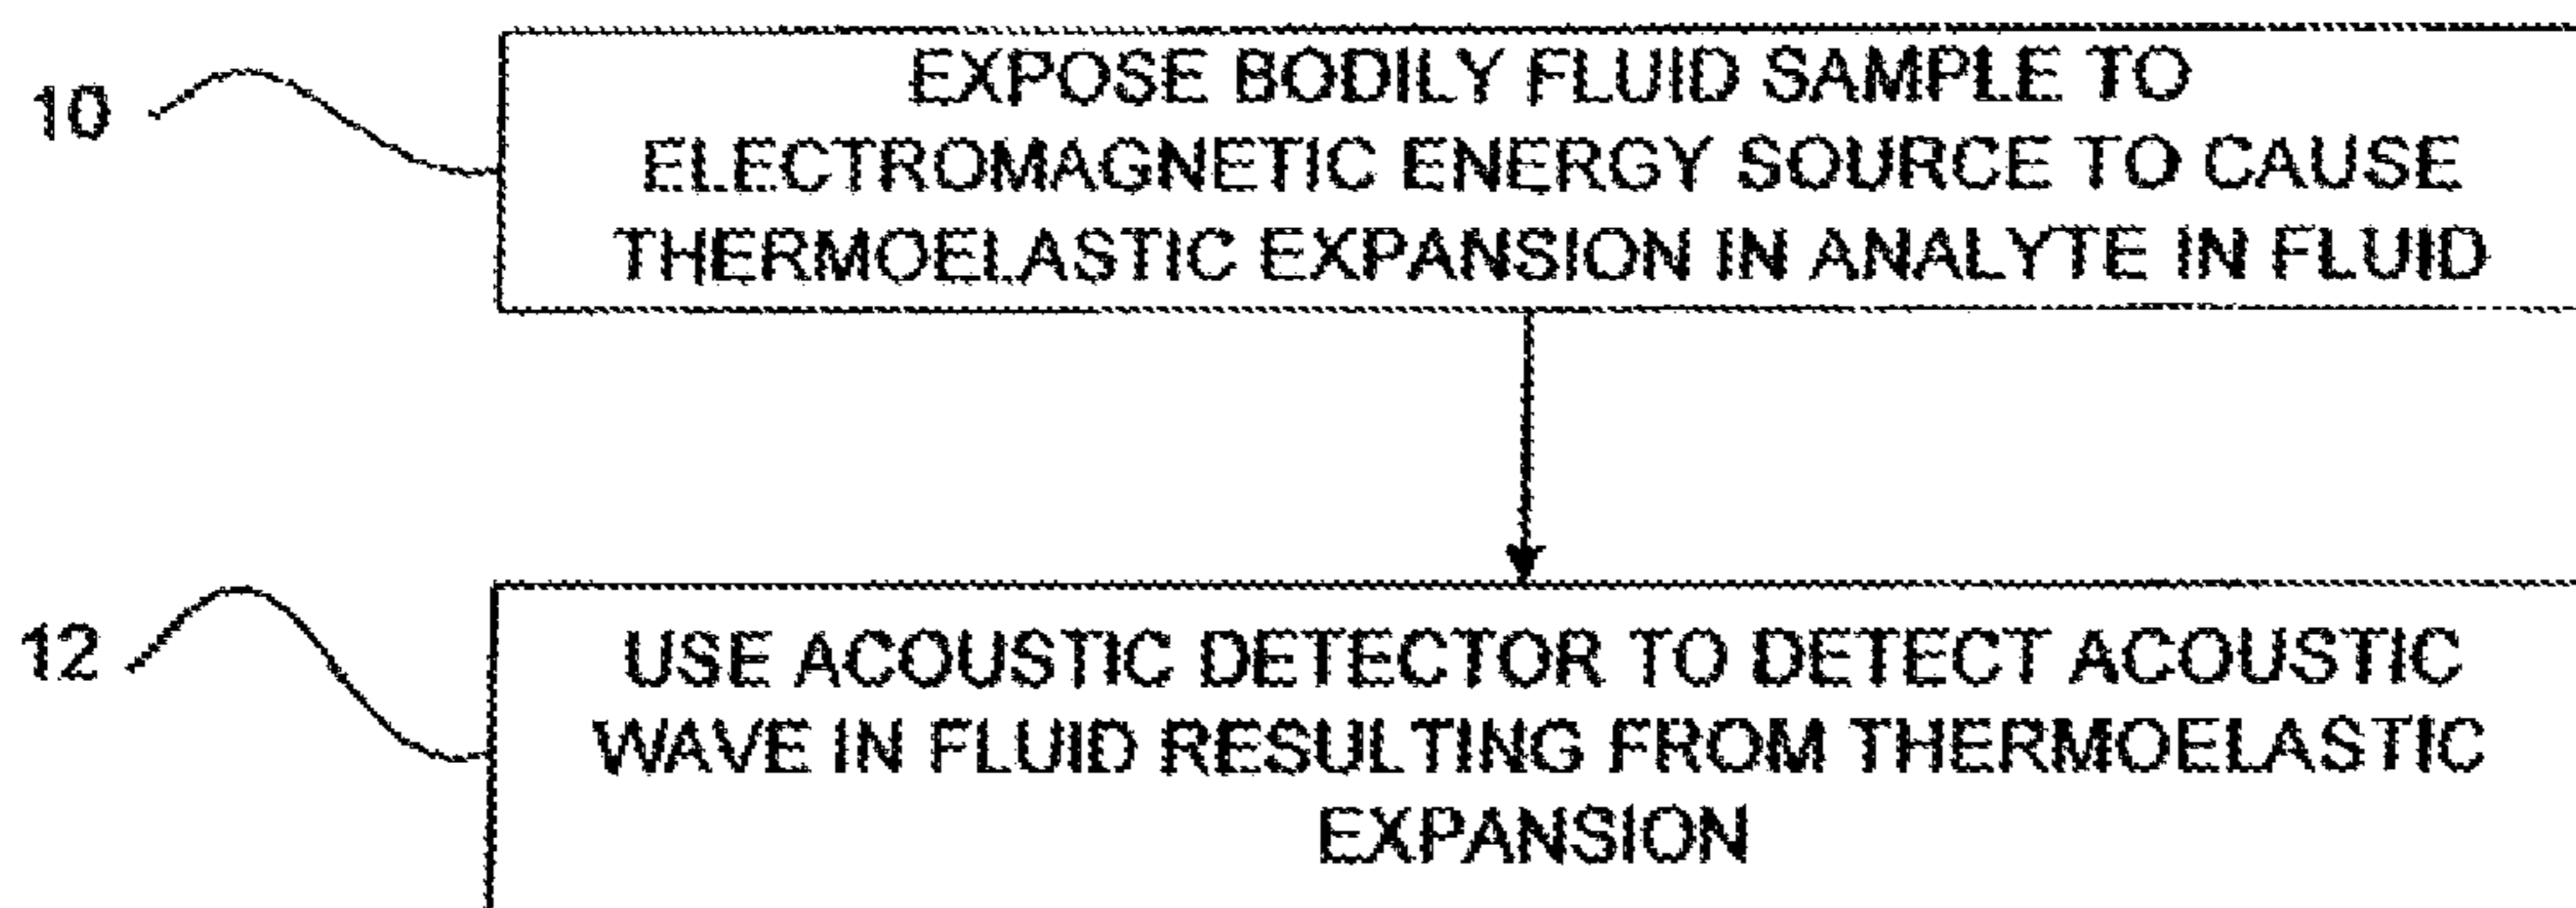 10
EXPOSE BODILY FLUID SAMPLE TO
ELECTROMAGNETIC ENERGY SOURCE TO CAUSE
THERMOELASTIC EXPANSION IN ANALYTE IN FLUID
12
USE ACOUSTIC DETECTOR TO DETECT ACOUSTIC
WAVE IN FLUID RESULTING FROM THERMOELASTIC
EXPANSION